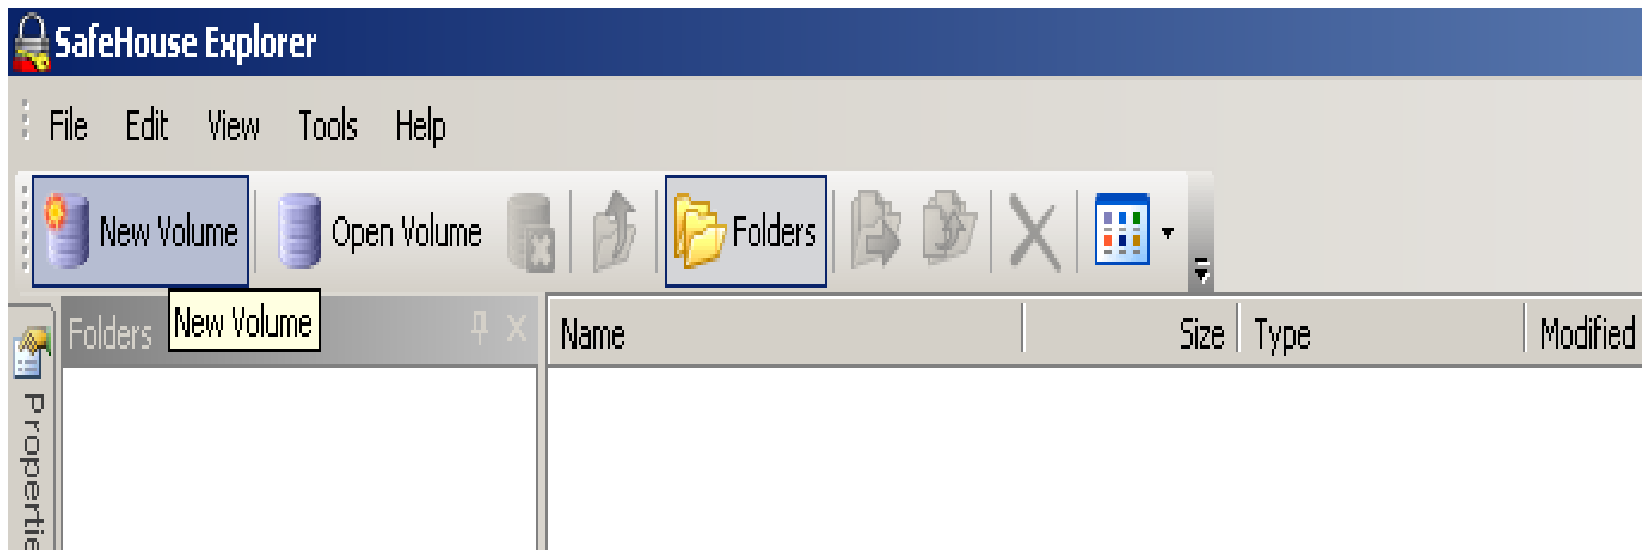 SafeHouse Explorer
File Edit View Tools Help
New Volume Open Volume Folders
Folders New Volume Name Size Type Modified
Propertie